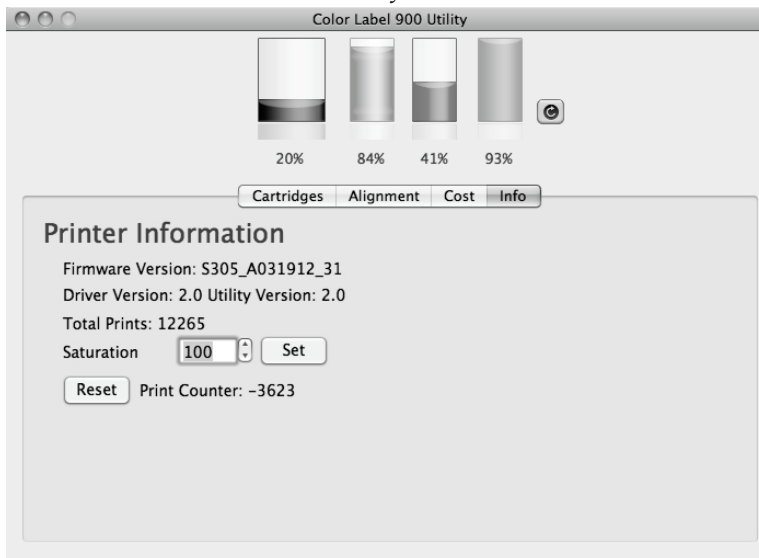 Color Label 900 Utility
20% 84% 41% 93%
Cartridges Alignment Cost Info
Printer Information
Firmware Version: S305_A031912_31
Driver Version: 2.0 Utility Version: 2.0
Total Prints: 12265
Saturation 100 Set
Reset Print Counter: -3623